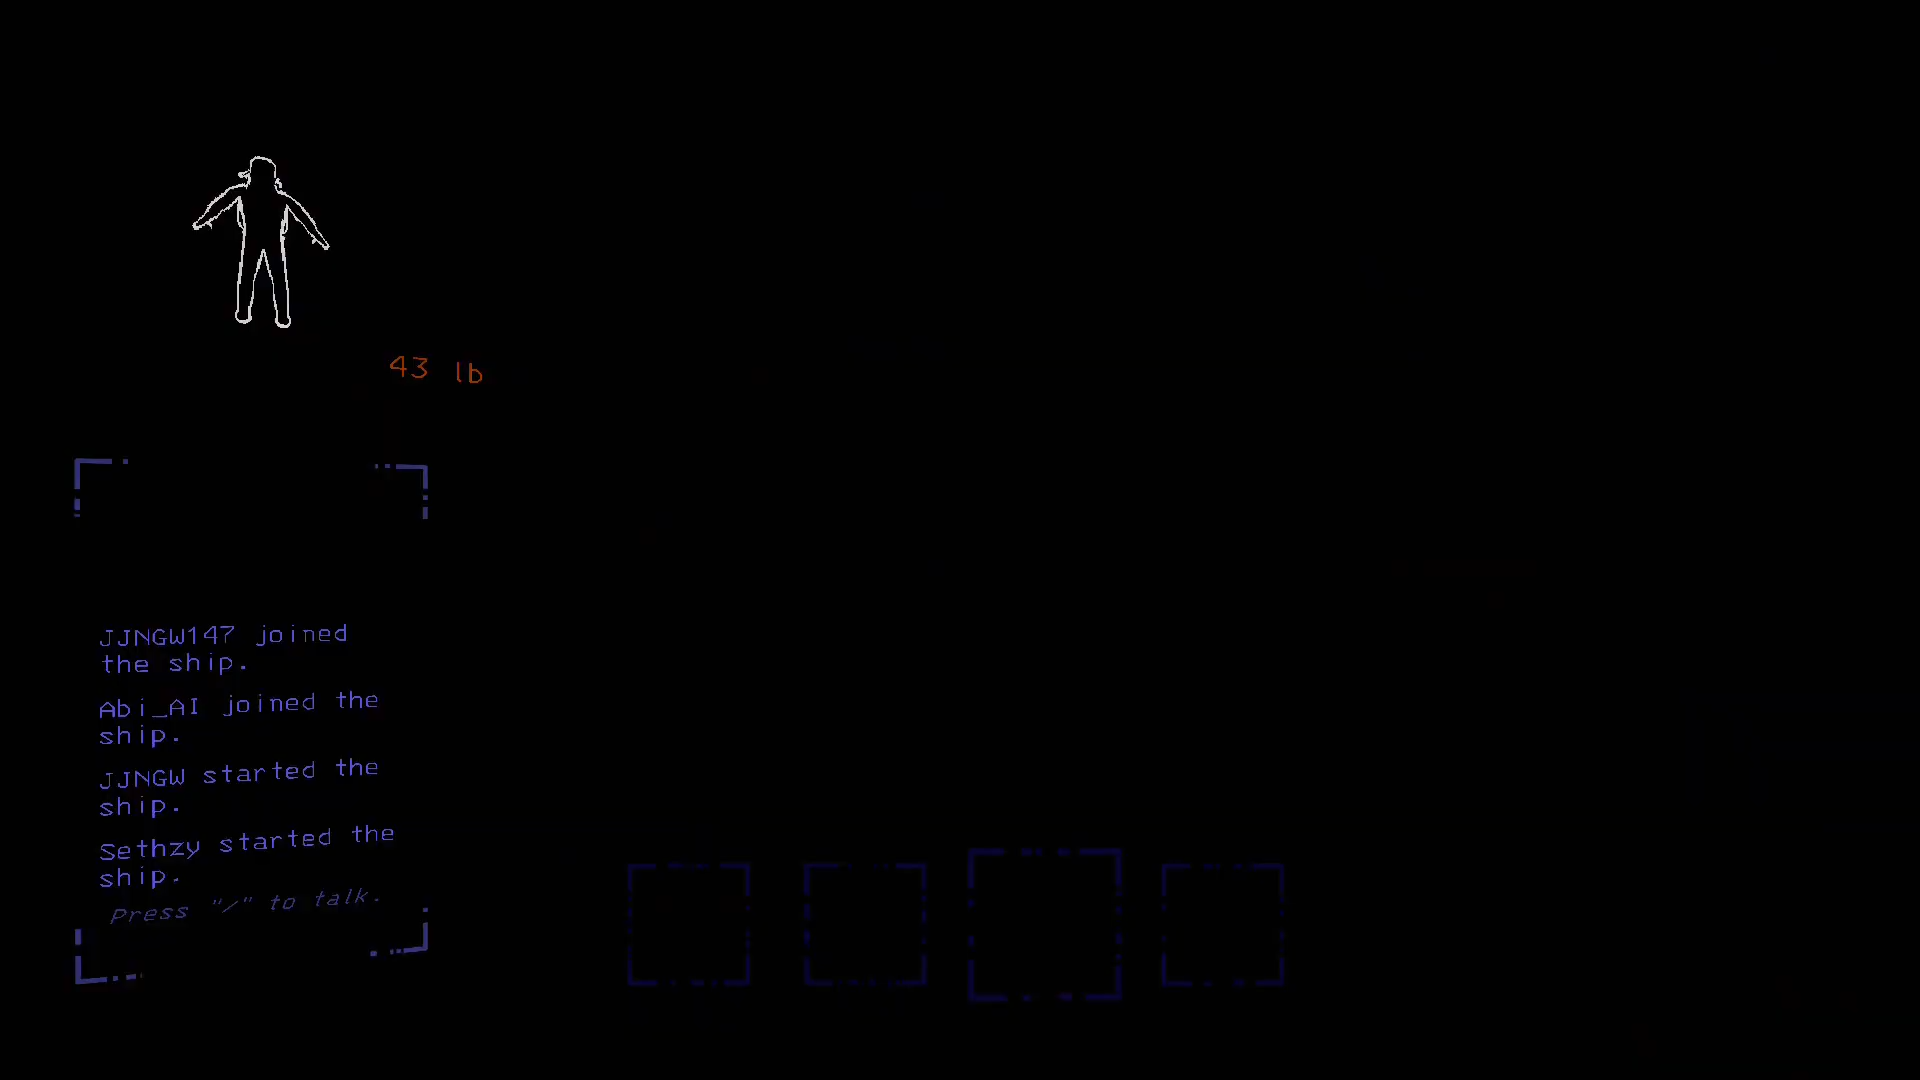 43 lb
JJNGW147 joined
the ship.
Abi_AI joined the
ship.
JJNGW started the
ship.
Sethzy started the
ship.
Press "/" to talk.